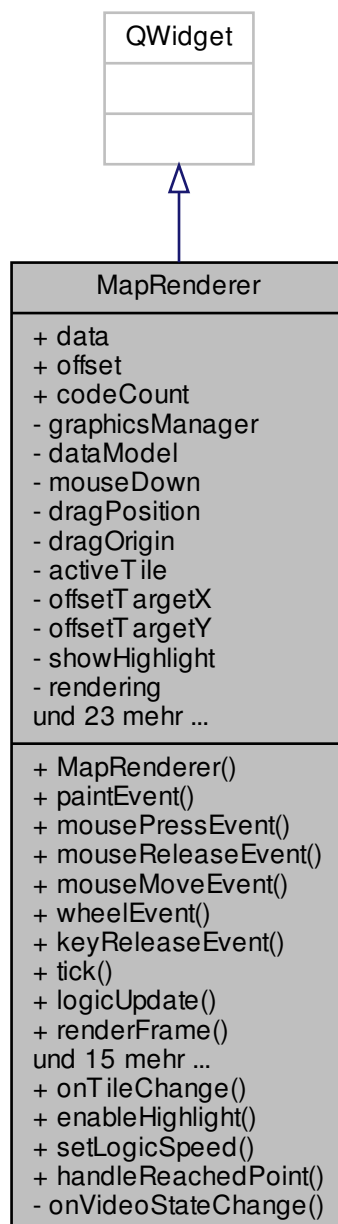 QWidget
MapRenderer
+ data
+ offset
+ codeCount
- graphicsManager
- dataModel
- mouseDown
- dragPosition
- dragOrigin
- activeTile
- offsetTargetX
- offsetTargetY
- showHighlight
- rendering
und 23 mehr ...
+ MapRenderer()
+ paintEvent()
+ mousePressEvent()
+ mouseReleaseEvent()
+ mouseMoveEvent()
+ wheelEvent()
+ keyReleaseEvent()
+ tick()
+ logicUpdate()
+ renderFrame()
und 15 mehr ...
+ onTileChange()
+ enableHighlight()
+ setLogicSpeed()
+ handleReachedPoint()
- onVideoStateChange()